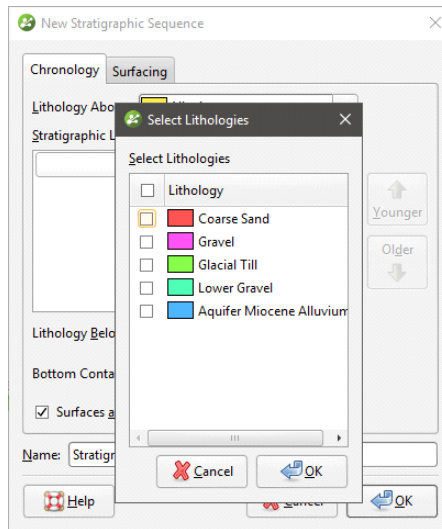 New Stratigraphic Sequence
Chronology Surfacing
Lithology Abo
Select Lithologies
Stratigraphic L
Select Lithologies
Lithology
Coarse Sand
Gravel
Glacial Till
Lower Gravel
Aquifer Miocene Alluvium
Younger
Older
Lithology Belo
Bottom Conta
Surfaces a
Name: Stratigr
Cancel OK
Help Cancel OK